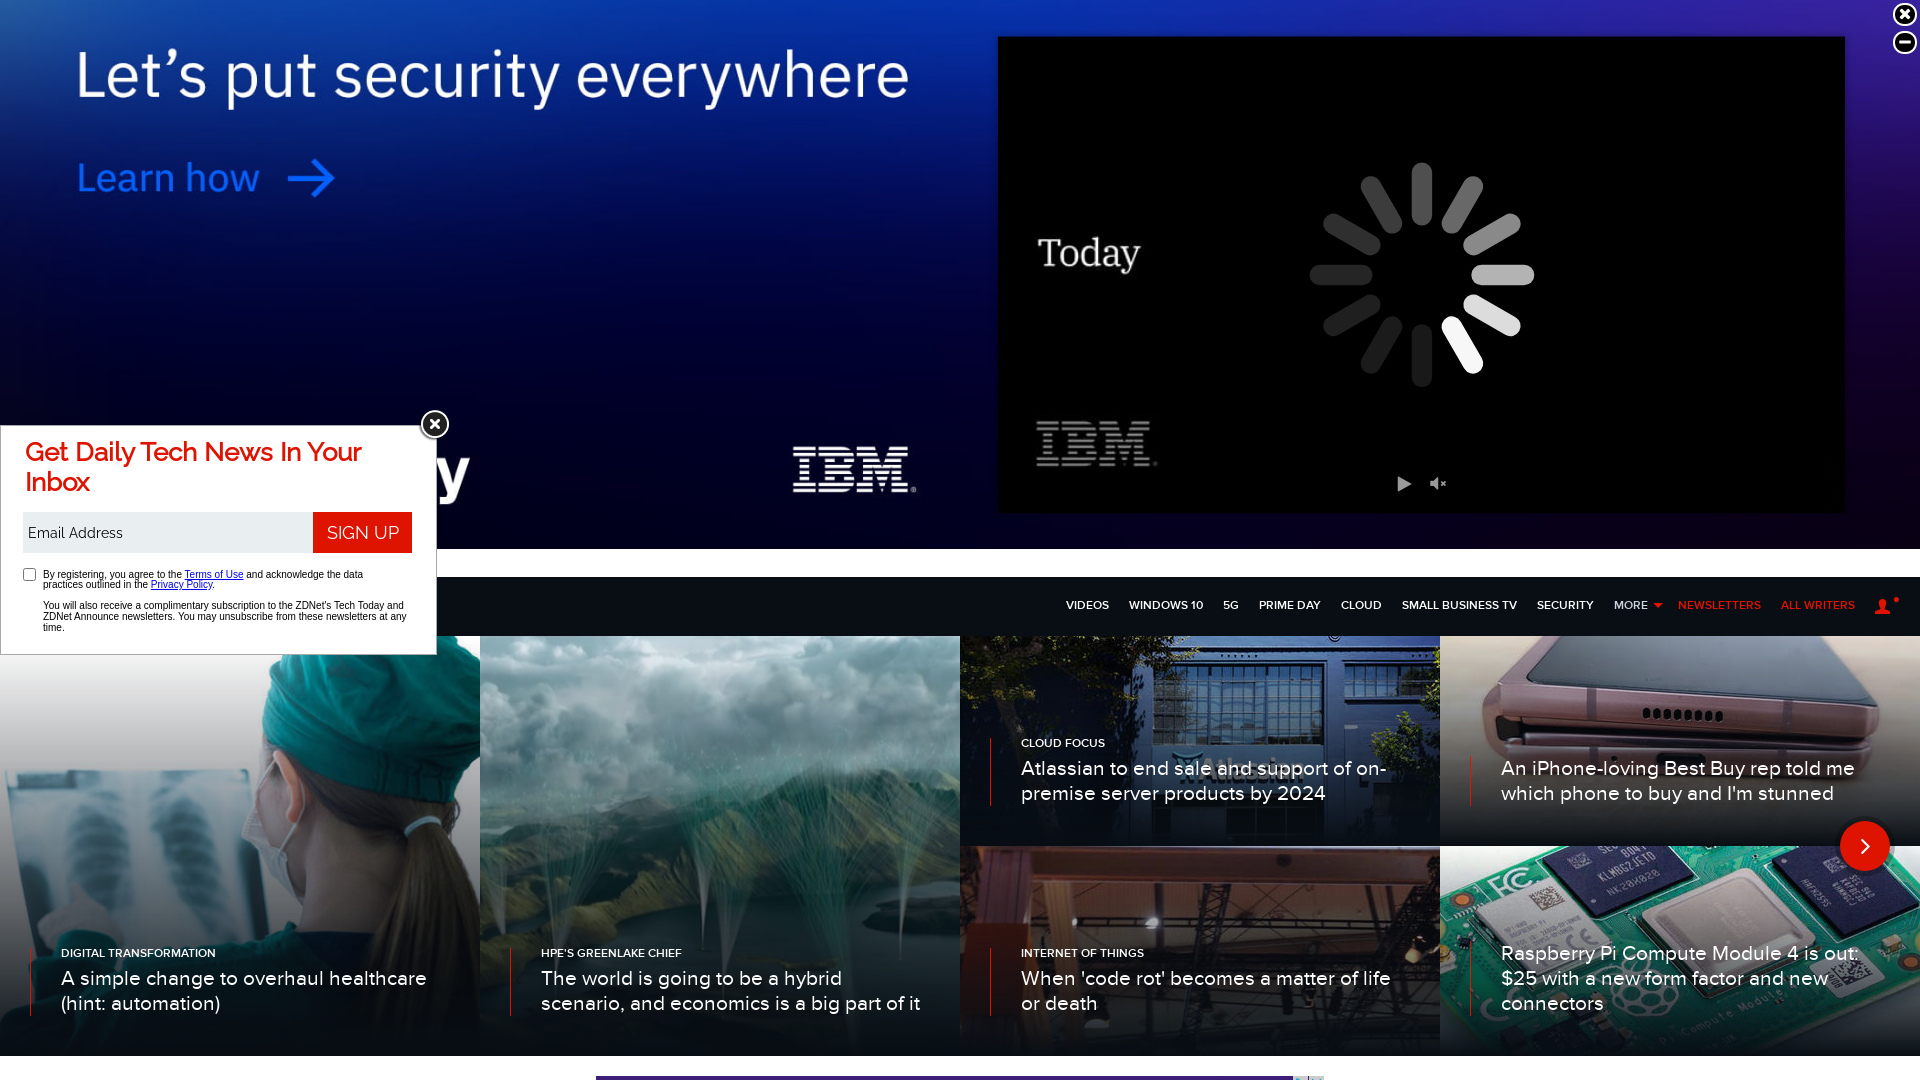 Let's put security everywhere
Learn how
Today
IBM
IBM
y
Get Daily Tech News In Your
Inbox
Email Address
SIGN UP
By registering, you agree to the Terms of Use and acknowledge the data
practices outlined in the Privacy Policy.
You will also receive a complimentary subscription to the ZDNet's Tech Today and
ZDNet Announce newsletters. You may unsubscribe from these newsletters at any
time.
VIDEOS WINDOWS 10 5G PRIME DAY CLOUD SMALL BUSINESS TV SECURITY MORE NEWSLETTERS ALL WRITERS
DIGITAL TRANSFORMATION
A simple change to overhaul healthcare
(hint: automation)
HPE'S GREENLAKE CHIEF
The world is going to be a hybrid
scenario, and economics is a big part of it
CLOUD FOCUS
Atlassian to end sale and support of on-
premise server products by 2024
Atlassian
INTERNET OF THINGS
When 'code rot' becomes a matter of life
or death
An iPhone-loving Best Buy rep told me
which phone to buy and I'm stunned
FC
Raspberry Pi Compute Module 4 is out:
$25 with a new form factor and new
connectors